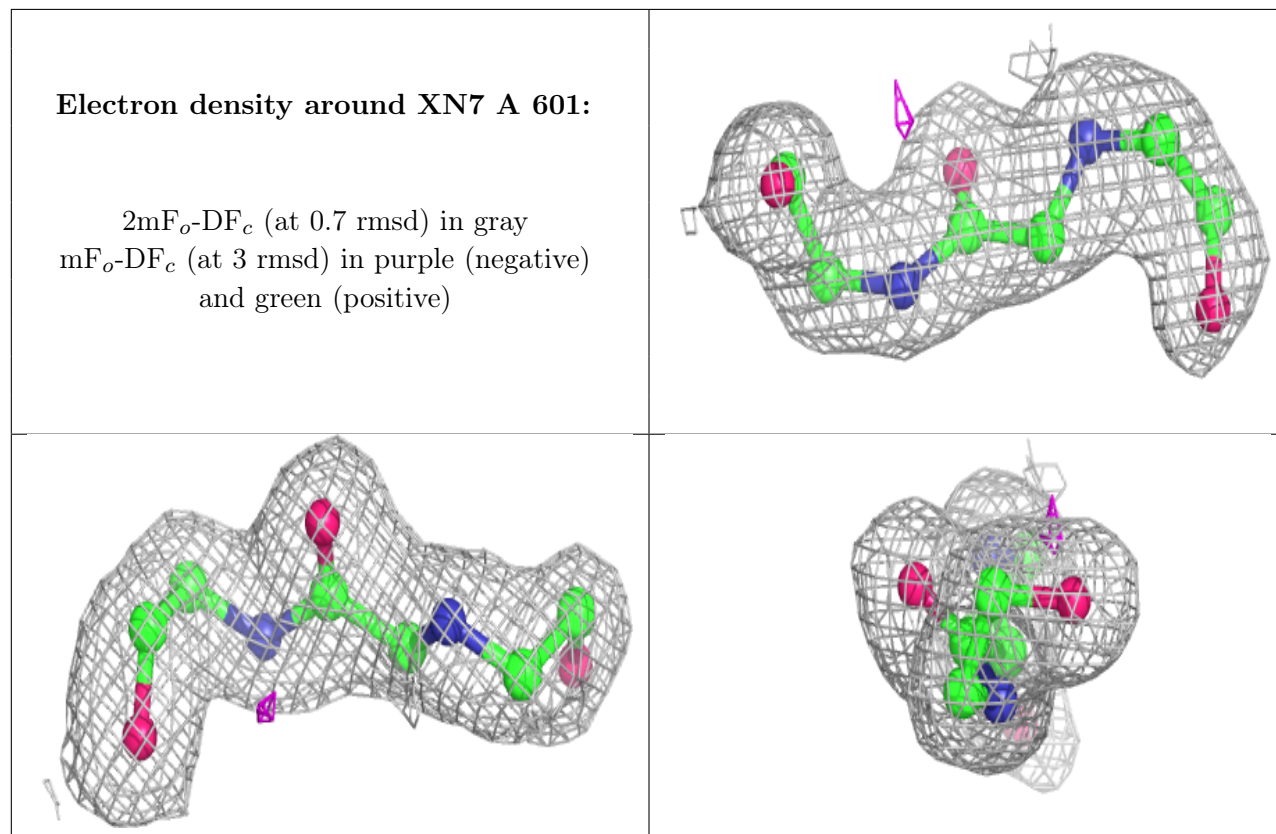 Electron density around XN7 A 601:
2mFo-DFc (at 0.7 rmsd) in gray
mFo-DFc (at 3 rmsd) in purple (negative)
and green (positive)